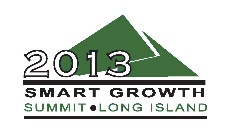 2013
SMART GROWTH
SUMMIT•LONG ISLAND